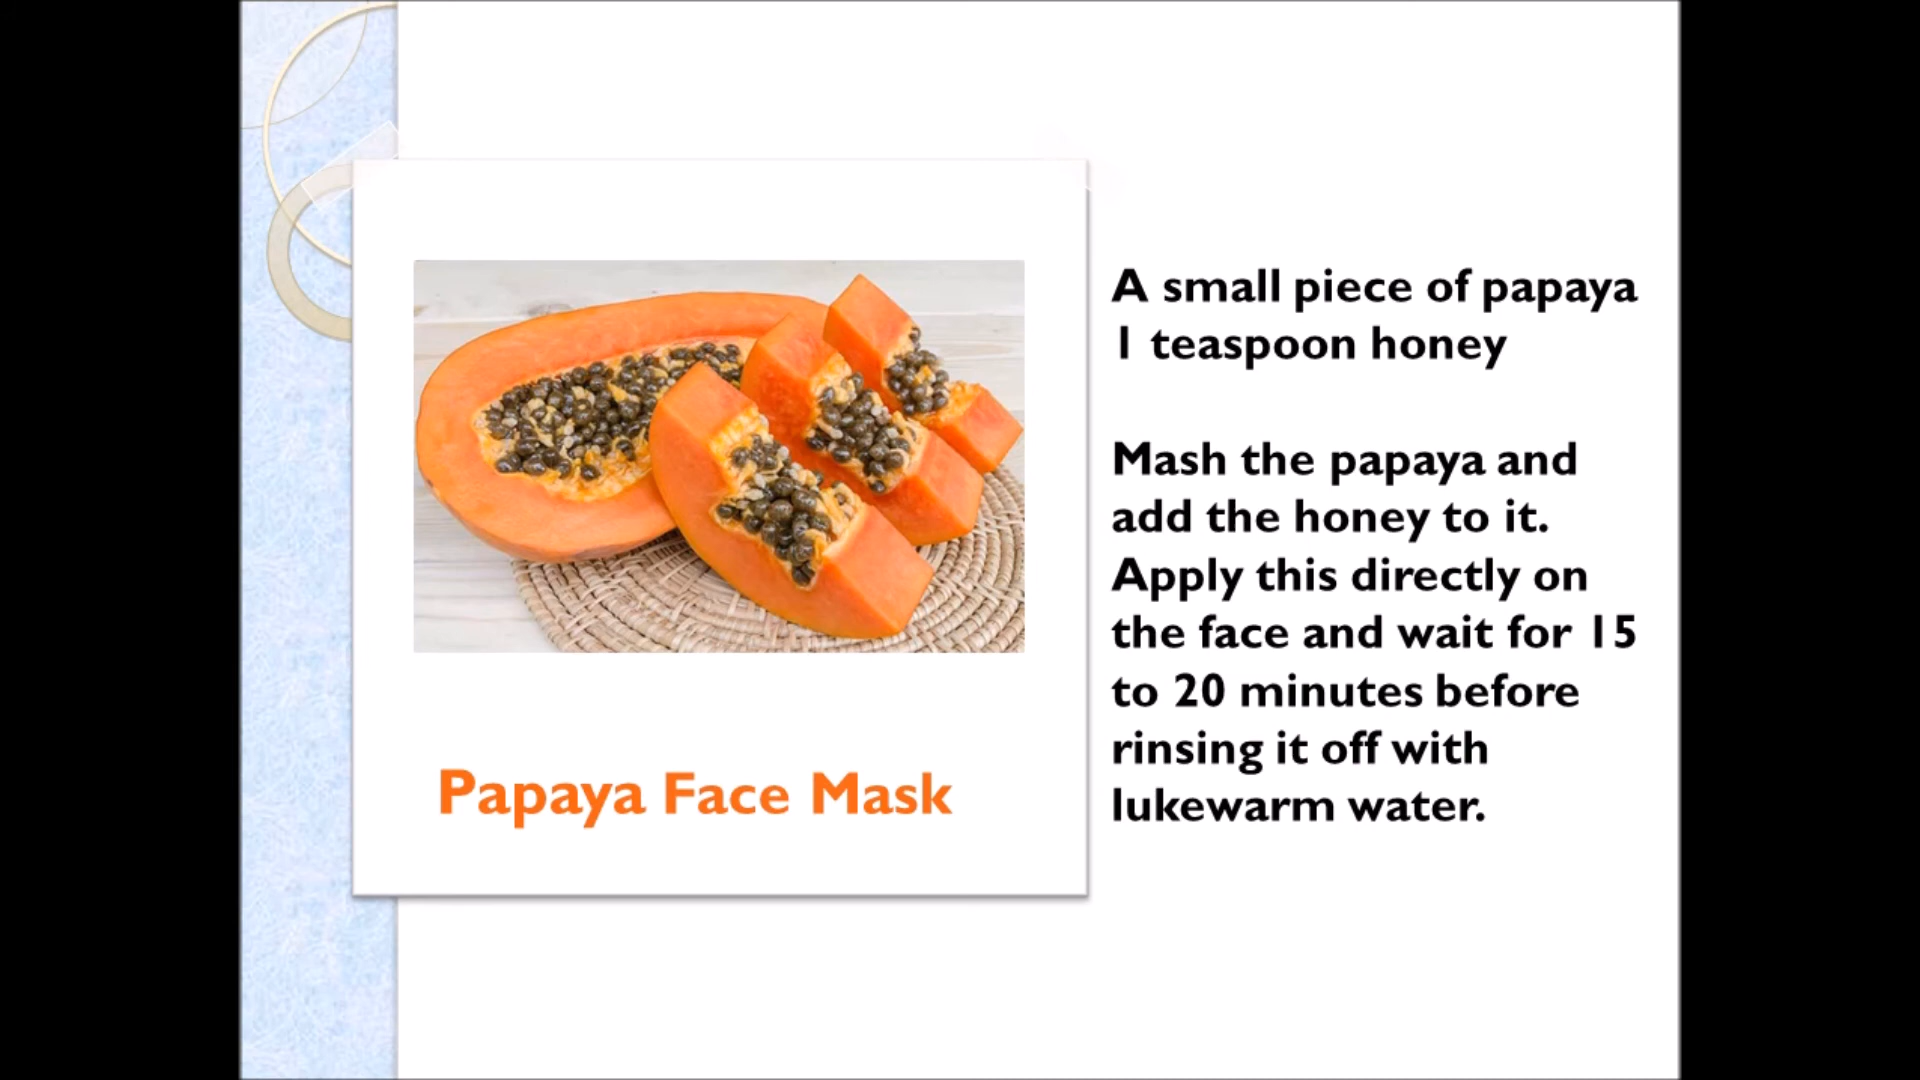 A small piece of papaya
1 teaspoon honey
Mash the papaya and
add the honey to it.
Apply this directly on
the face and wait for 15
to 20 minutes before
rinsing it off with
lukewarm water.
Papaya Face Mask